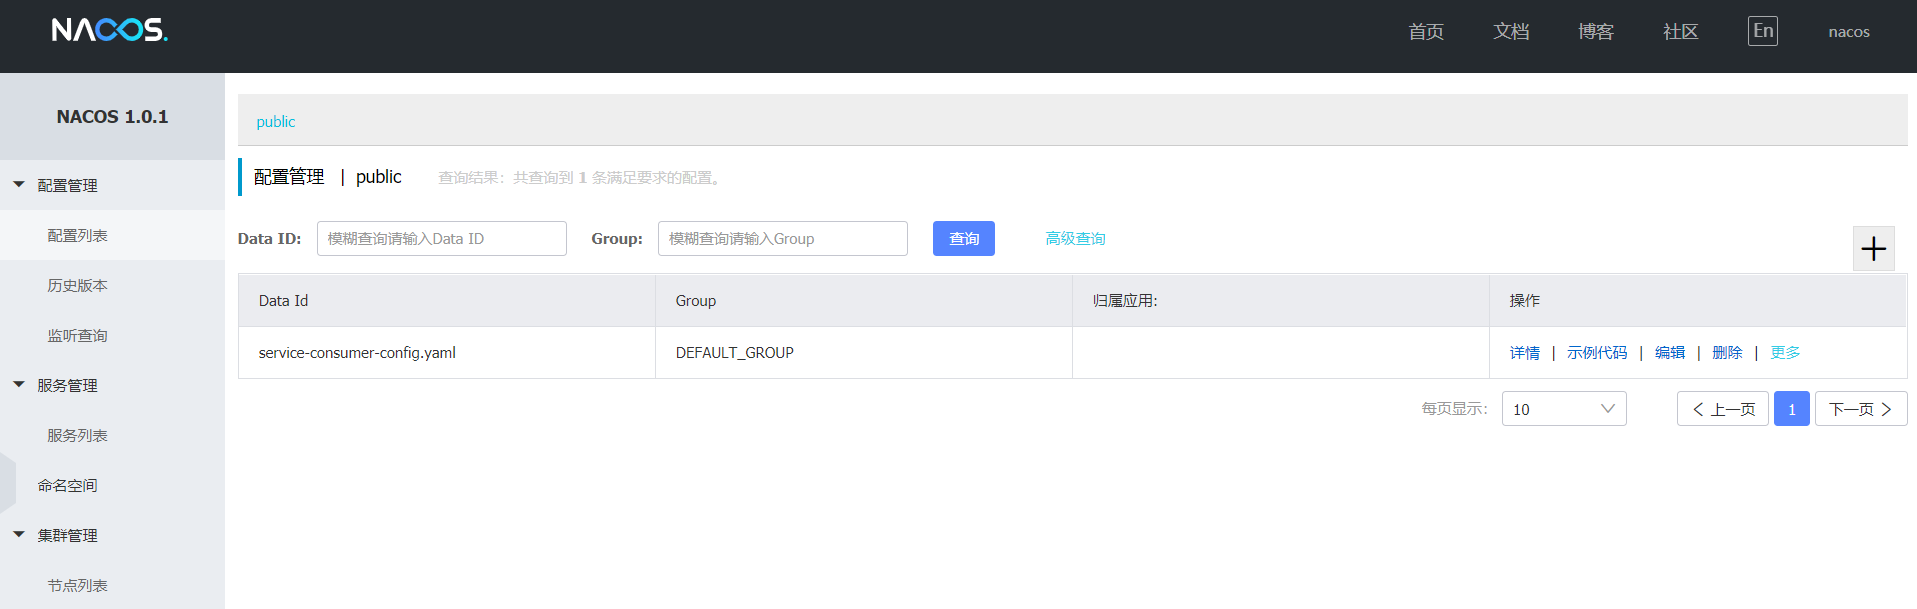 NACOS.
首页 文档 博客 社区 En nacos
NACOS 1.0.1
配置管理
配置列表
历史版本
监听查询
服务管理
服务列表
命名空间
集群管理
节点列表
public
配置管理 | public 查询结果：共查询到 1 条满足要求的配置。
Data ID: 模糊查询请输入Data ID Group: 模糊查询请输入Group 查询 高级查询
Data Id Group 归属应用: 操作
service-consumer-config.yaml DEFAULT_GROUP 详情 | 示例代码 | 编辑 | 删除 | 更多
每页显示: 10 上一页 1 下一页